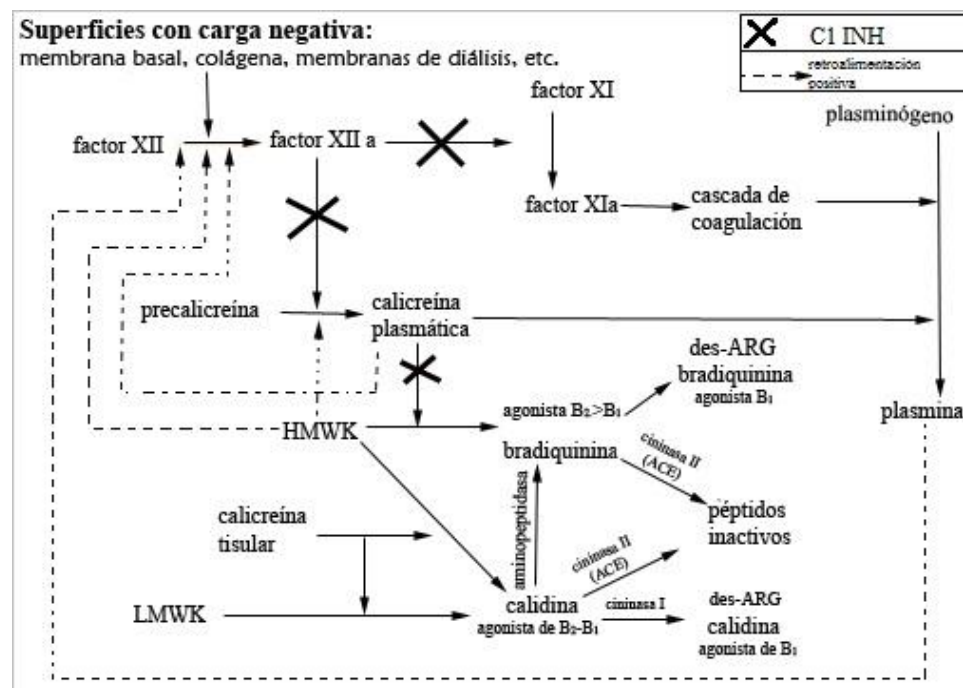 Superficies con carga negativa:
membrana basal, colágena, membranas de diálisis, etc.
C1 INH
retroalimentación
positiva
factor XI
plasminógeno
factor XII
factor XII a
factor XIa
cascada de
coagulación
precalicreína
calicreína
plasmática
des-ARG
bradiquinina
agonista B₁
agonista B₂>B₁
plasmina
HMWK
bradiquinina
cininasa II
(ACE)
péptidos
inactivos
aminopeptidasa
calicreína
tisular
cininasa II
(ACE)
LMWK
calidina
agonista de B₂-B₁
cininasa I
des-ARG
calidina
agonista de B₁